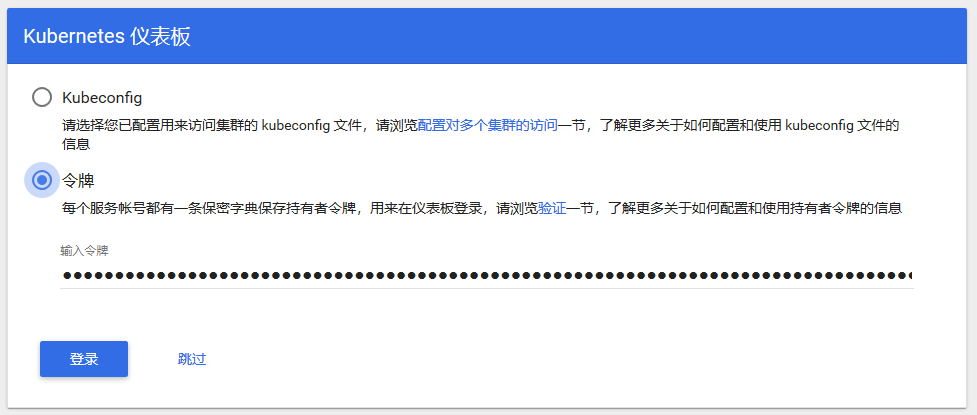 Kubernetes 仪表板
Kubeconfig
请选择您已配置用来访问集群的 kubeconfig 文件，请浏览配置对多个集群的访问一节，了解更多关于如何配置和使用 kubeconfig 文件的
信息
令牌
每个服务帐号都有一条保密字典保存持有者令牌，用来在仪表板登录，请浏览验证一节，了解更多关于如何配置和使用持有者令牌的信息
输入令牌
登录 跳过